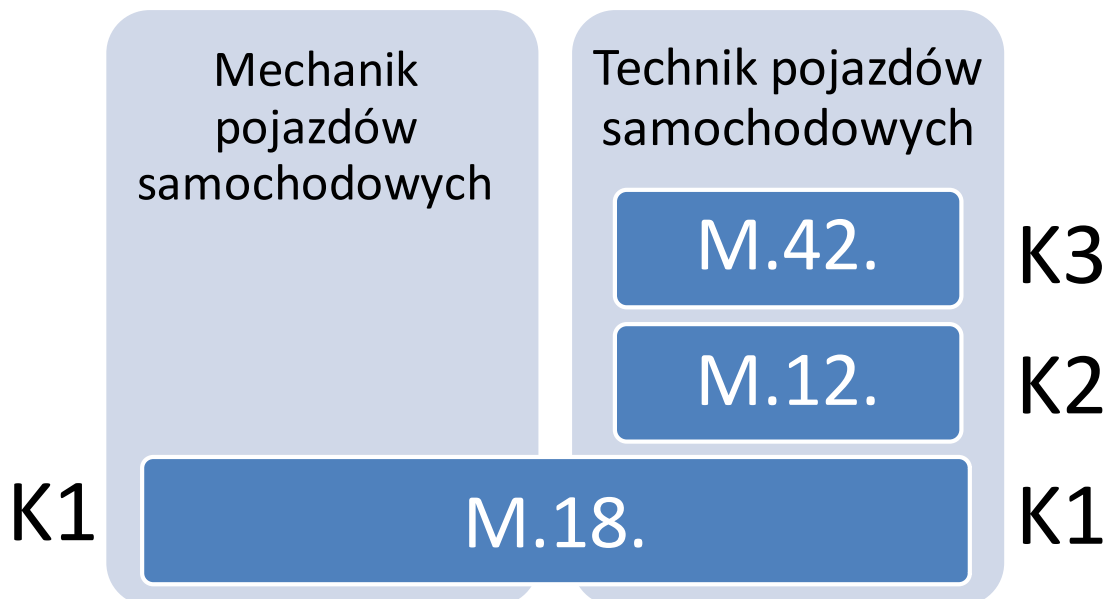 Mechanik
pojazdów
samochodowych
Technik pojazdów
samochodowych
M.42.
K3
M.12.
K2
K1
M.18.
K1